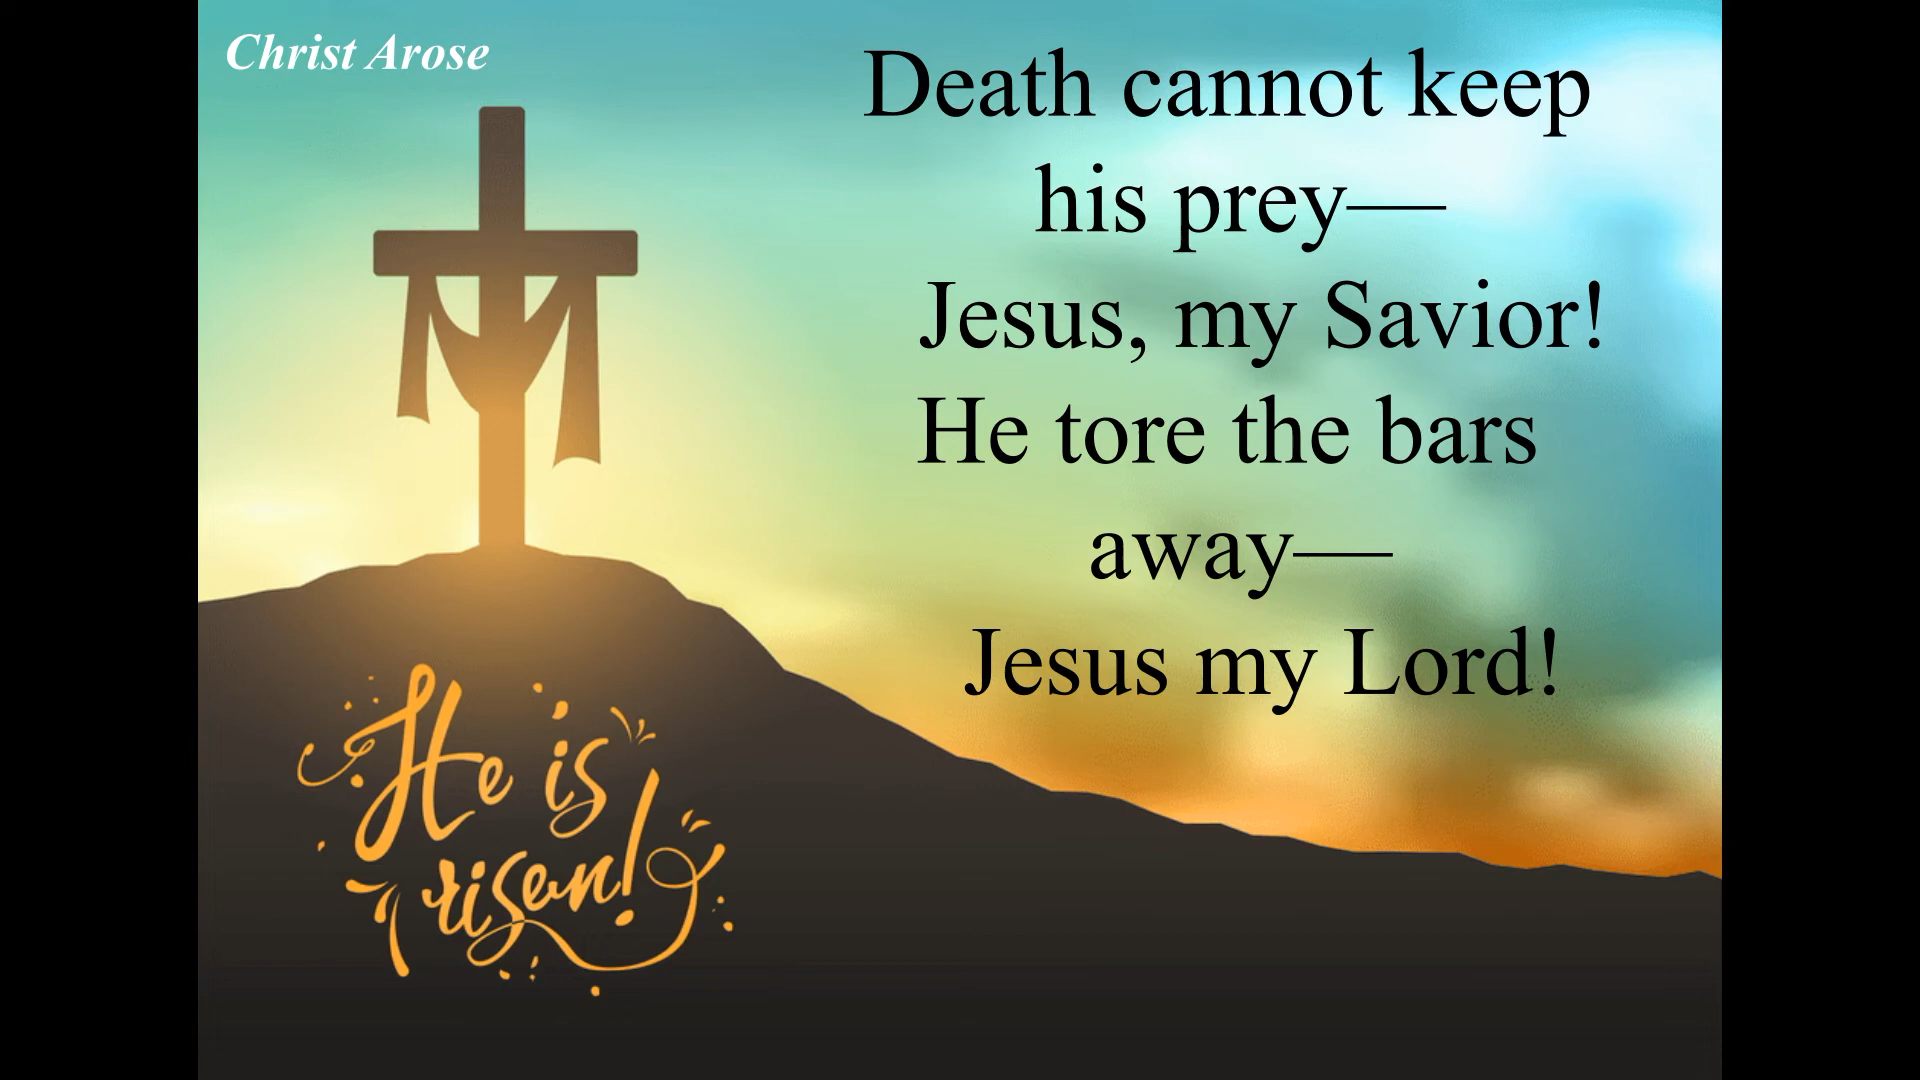 Christ Arose
Death cannot keep
his prey—
Jesus, my Savior!
He tore the bars
away—
Jesus my Lord!
He is
risen!